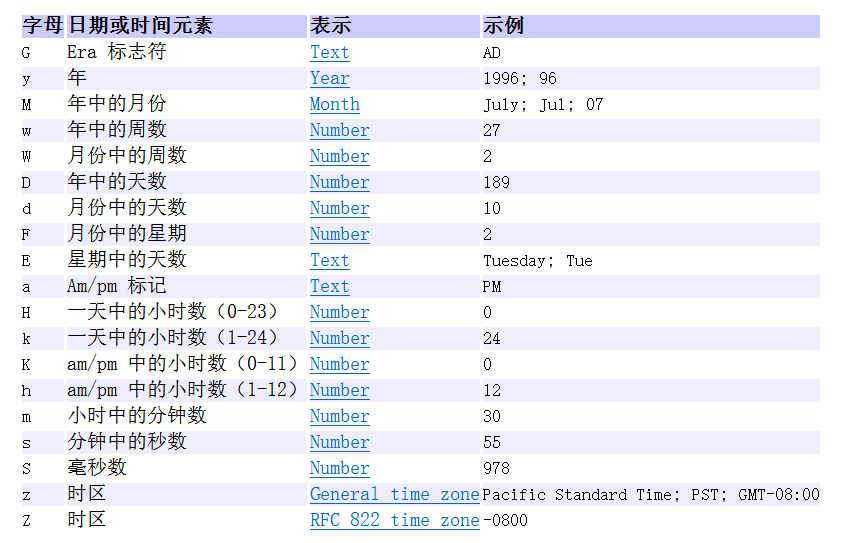 字母 日期或时间元素 表示 示例
G Era 标志符 Text AD
y 年 Year 1996; 96
M 年中的月份 Month July; Jul; 07
w 年中的周数 Number 27
W 月份中的周数 Number 2
D 年中的天数 Number 189
d 月份中的天数 Number 10
F 月份中的星期 Number 2
E 星期中的天数 Text Tuesday; Tue
a Am/pm 标记 Text PM
H 一天中的小时数（0-23） Number 0
k 一天中的小时数（1-24） Number 24
K am/pm 中的小时数（0-11） Number 0
h am/pm 中的小时数（1-12） Number 12
m 小时中的分钟数 Number 30
s 分钟中的秒数 Number 55
S 毫秒数 Number 978
z 时区 General time zone Pacific Standard Time; PST; GMT-08:00
Z 时区 RFC 822 time zone -0800